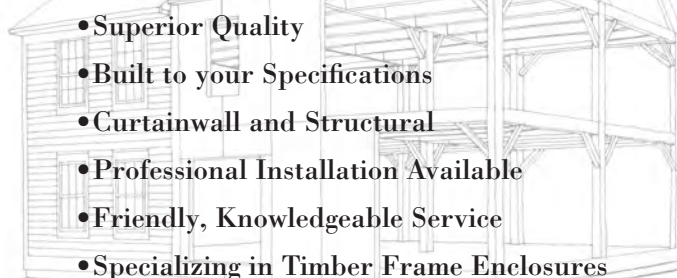 •Superior Quality
•Built to your Specifications
•Curtainwall and Structural
•Professional Installation Available
•Friendly, Knowledgeable Service
•Specializing in Timber Frame Enclosures